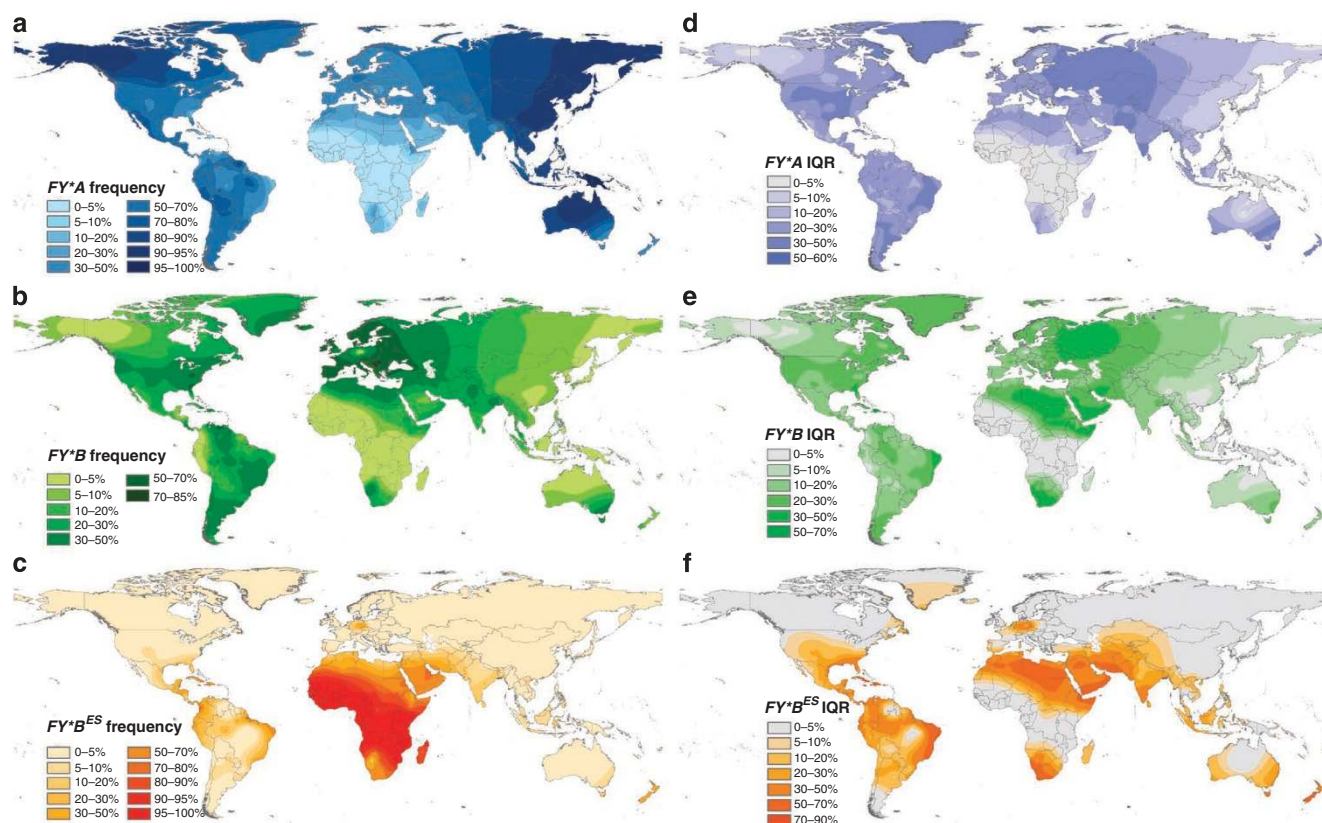 a
FY*A frequency
0–5% 50–70%
5–10% 70–80%
10–20% 80–90%
20–30% 90–95%
30–50% 95–100%
b
FY*B frequency
0–5% 50–70%
5–10% 70–85%
10–20%
20–30%
30–50%
c
FY*Bᴱˢ frequency
0–5% 50–70%
5–10% 70–80%
10–20% 80–90%
20–30% 90–95%
30–50% 95–100%
d
FY*A IQR
0–5%
5–10%
10–20%
20–30%
30–50%
50–60%
e
FY*B IQR
0–5%
5–10%
10–20%
20–30%
30–50%
50–70%
f
FY*Bᴱˢ IQR
0–5%
5–10%
10–20%
20–30%
30–50%
50–70%
70–90%